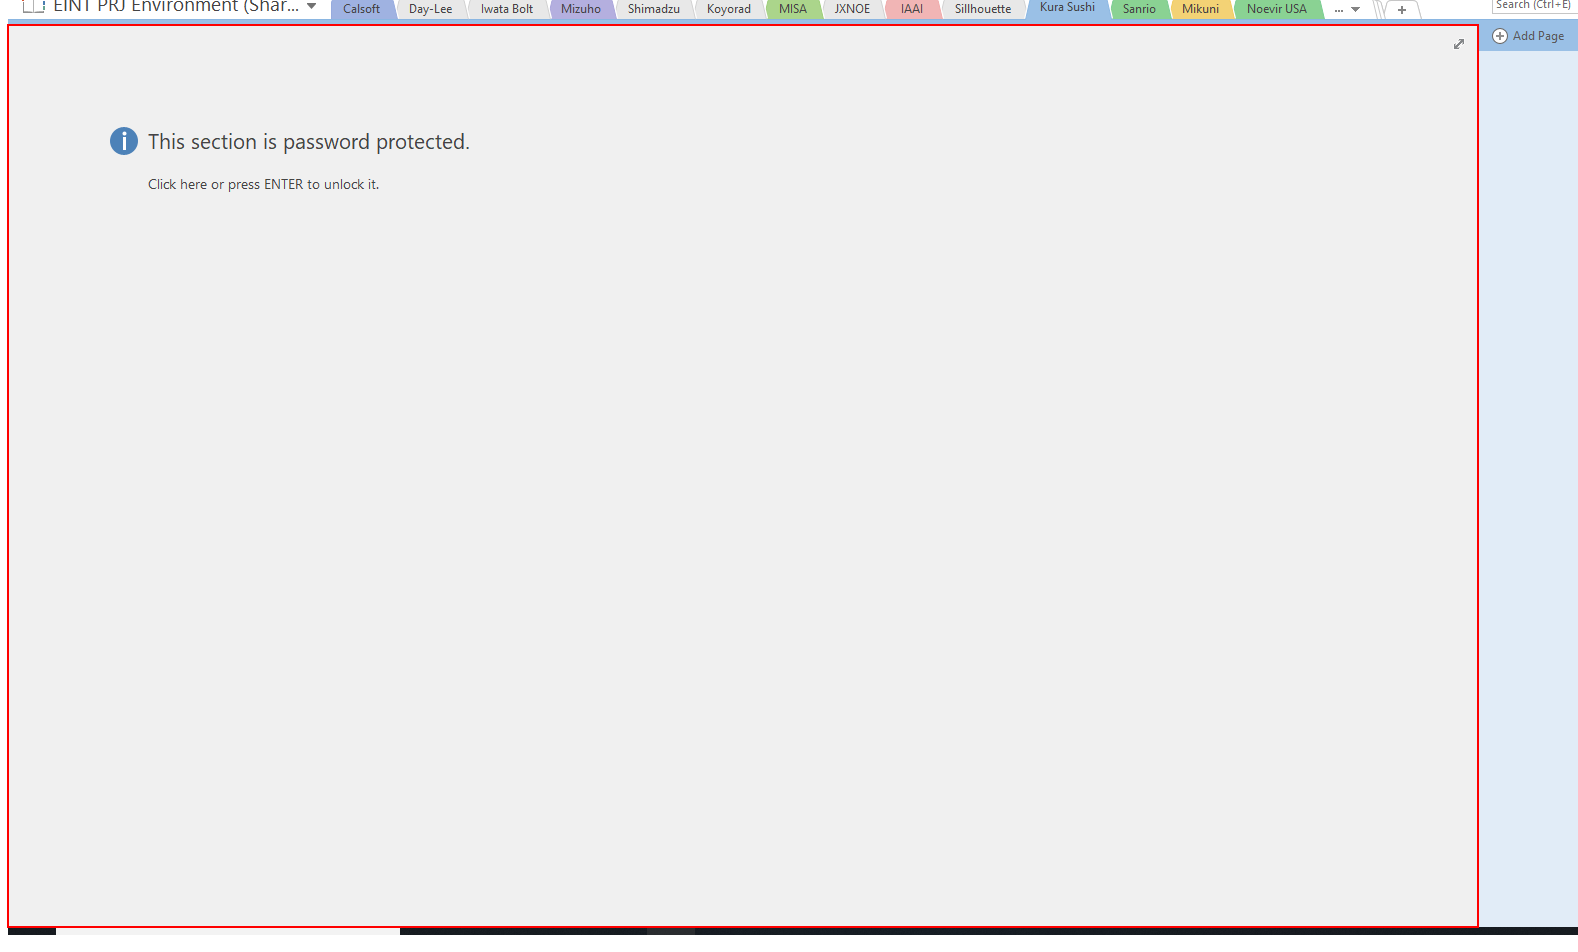 EINT PRJ Environment (Shar...
Calsoft Day-Lee Iwata Bolt Mizuho Shimadzu Koyorad MISA JXNOE IAAI Sillhouette Kura Sushi Sanrio Mikuni Noevir USA ... +
Search (Ctrl+E)
Add Page
This section is password protected.
Click here or press ENTER to unlock it.